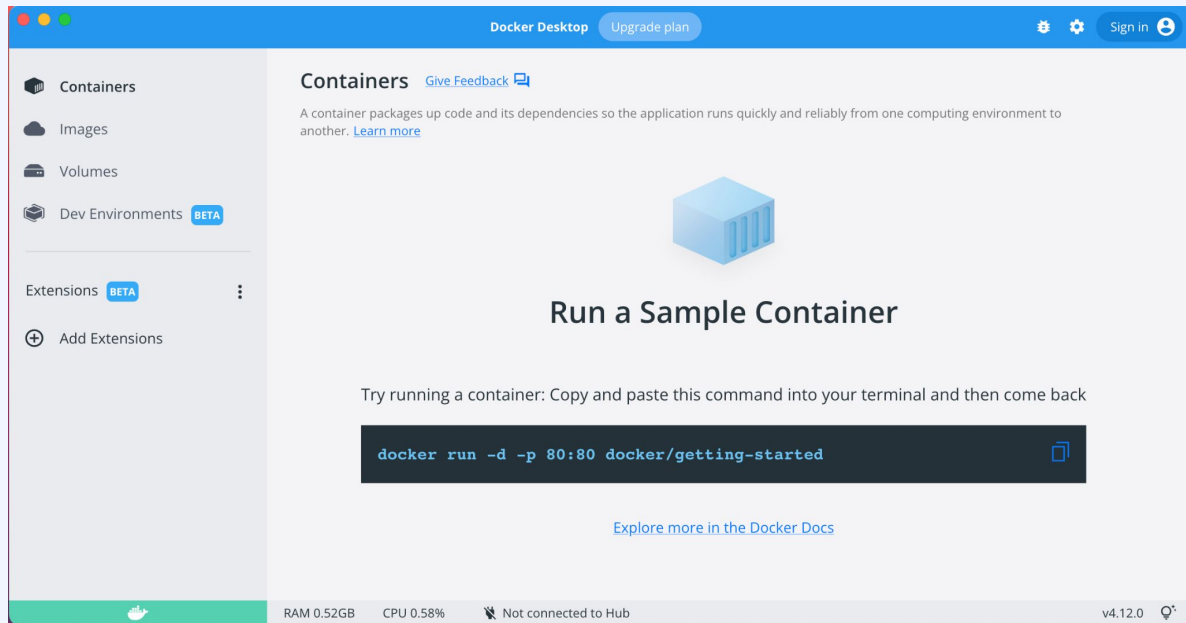 Docker Desktop Upgrade plan Sign in
Containers
Images
Volumes
Dev Environments BETA
Extensions BETA
Add Extensions
Containers Give Feedback
A container packages up code and its dependencies so the application runs quickly and reliably from one computing environment to
another. Learn more
Run a Sample Container
Try running a container: Copy and paste this command into your terminal and then come back
docker run -d -p 80:80 docker/getting-started
Explore more in the Docker Docs
RAM 0.52GB CPU 0.58% Not connected to Hub v4.12.0